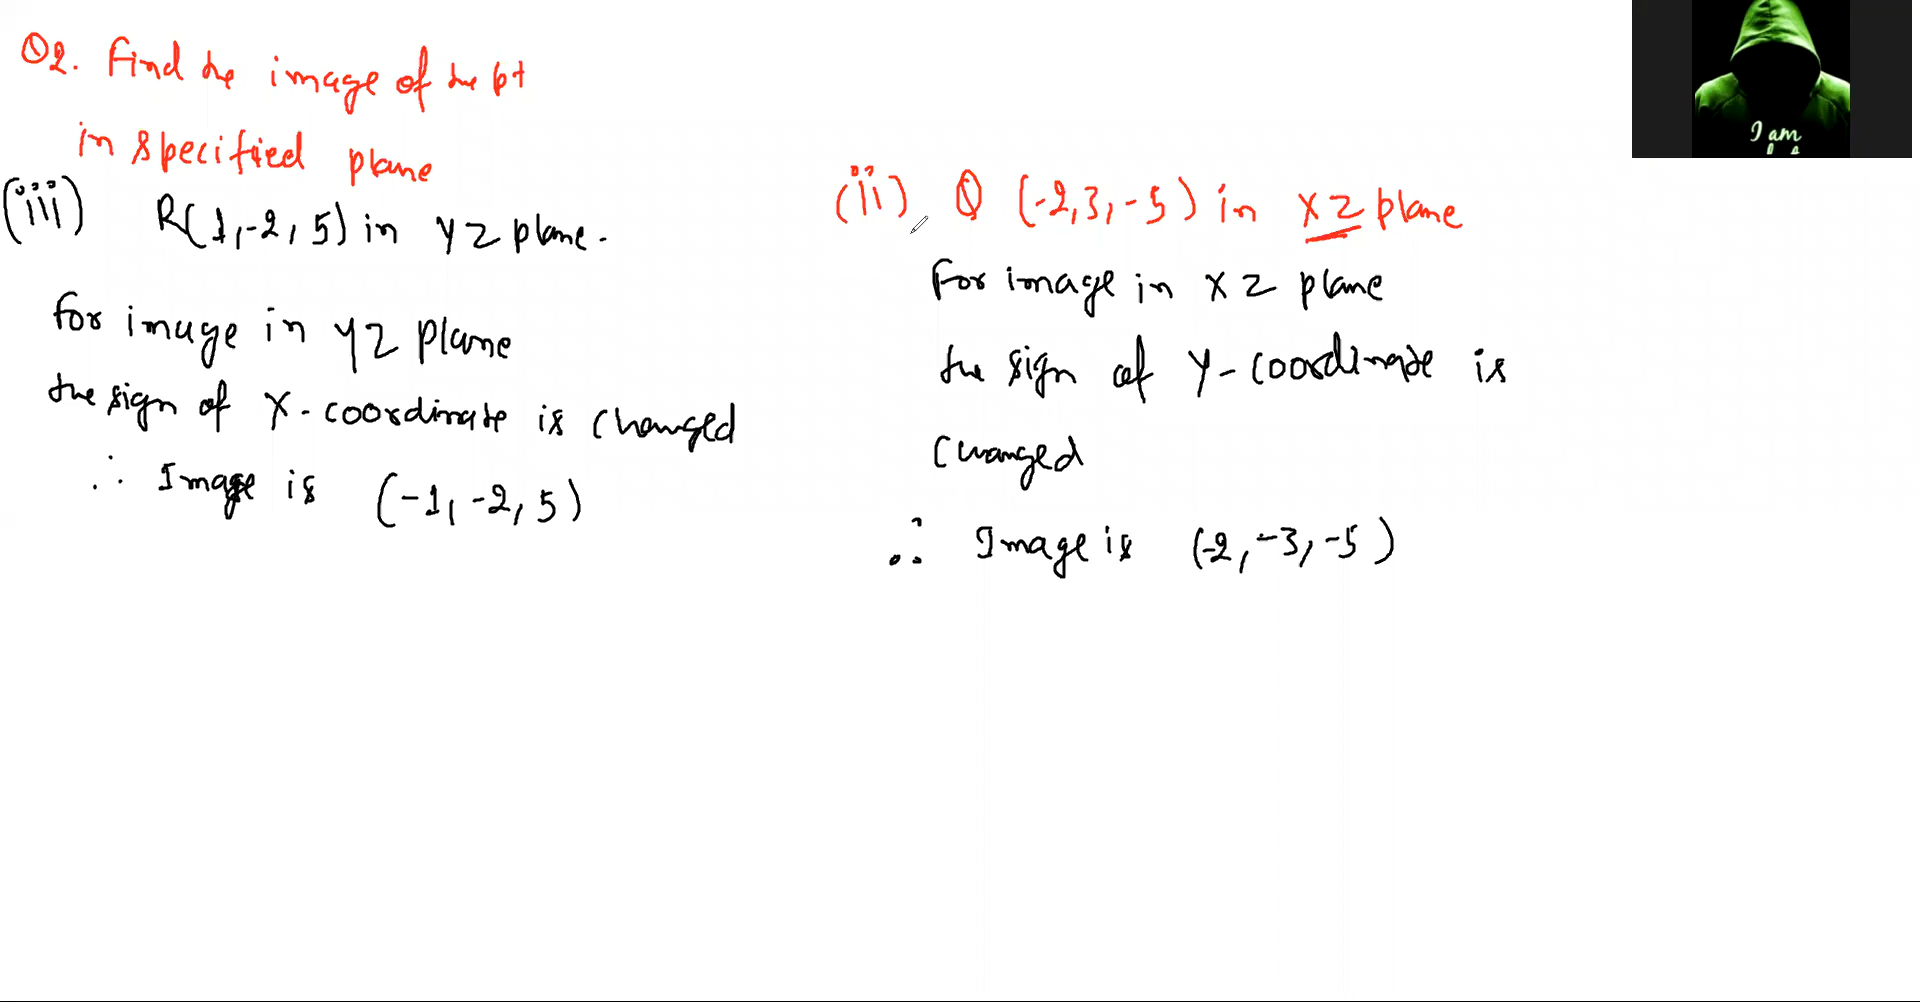 Q2. Find the image of the pt
in specified plane
(iii) R(1,-2,5) in YZ plane.
for image in YZ plane
the sign of X-coordinate is changed
∴ Image is (-1,-2,5)
(ii) Q (-2,3,-5) in XZ plane
For image in XZ plane
the sign of Y-coordinate is
changed
∴ Image is (-2,-3,-5)
I am